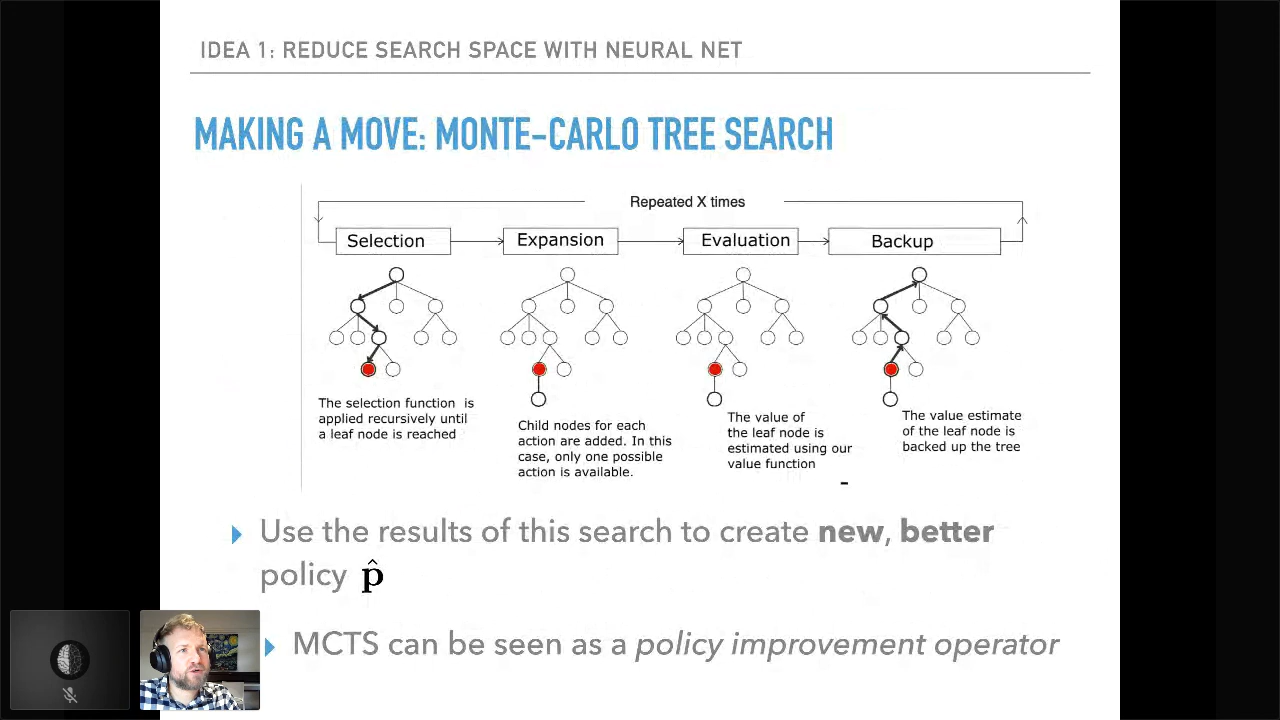 IDEA 1: REDUCE SEARCH SPACE WITH NEURAL NET
MAKING A MOVE: MONTE-CARLO TREE SEARCH
Repeated X times
Selection
Expansion
Evaluation
Backup
The selection function is
applied recursively until
a leaf node is reached
Child nodes for each
action are added. In this
case, only one possible
action is available.
The value of
the leaf node is
estimated using our
value function
The value estimate
of the leaf node is
backed up the tree
Use the results of this search to create new, better
policy p̂
MCTS can be seen as a policy improvement operator